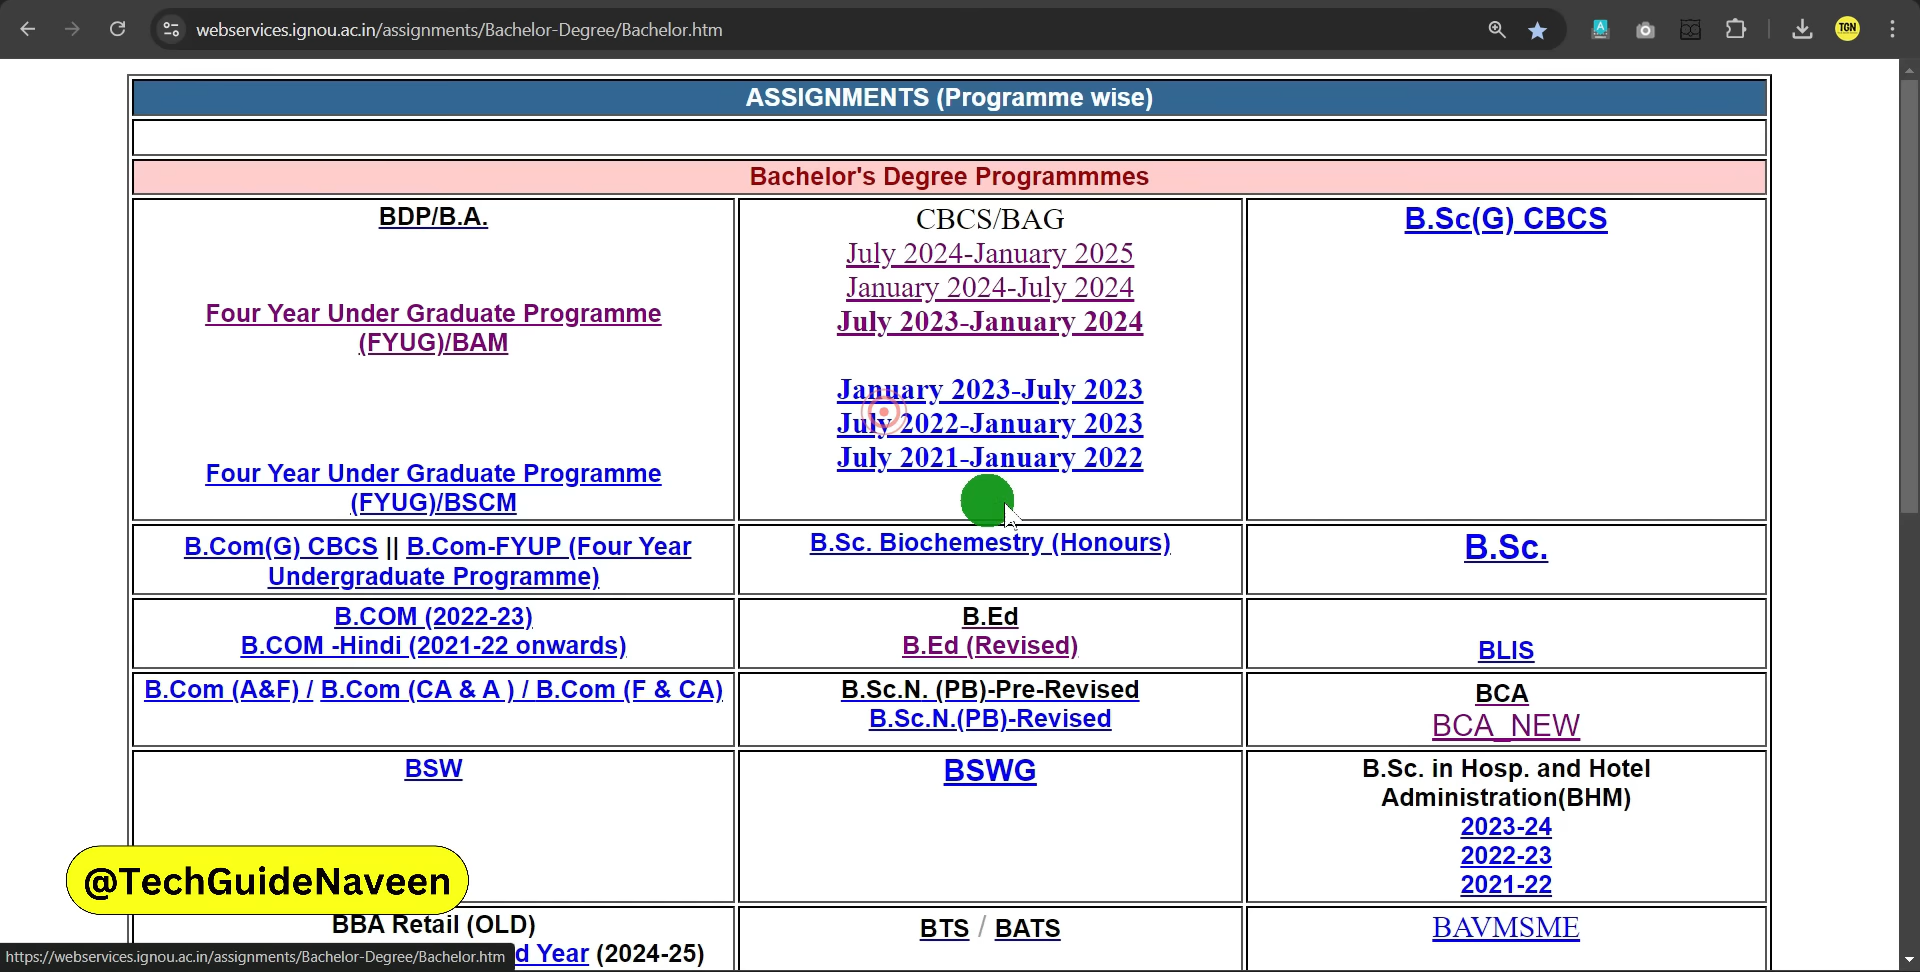 webservices.ignou.ac.in/assignments/Bachelor-Degree/Bachelor.htm
TGN
ASSIGNMENTS (Programme wise)
Bachelor's Degree Programmmes
BDP/B.A.
Four Year Under Graduate Programme
(FYUG)/BAM
Four Year Under Graduate Programme
(FYUG)/BSCM
CBCS/BAG
July 2024-January 2025
January 2024-July 2024
July 2023-January 2024
January 2023-July 2023
July 2022-January 2023
July 2021-January 2022
B.Sc(G) CBCS
B.Com(G) CBCS || B.Com-FYUP (Four Year
Undergraduate Programme)
B.Sc. Biochemestry (Honours)
B.Sc.
B.COM (2022-23)
B.COM -Hindi (2021-22 onwards)
B.Ed
B.Ed (Revised)
BLIS
B.Com (A&F) / B.Com (CA & A ) / B.Com (F & CA)
B.Sc.N. (PB)-Pre-Revised
B.Sc.N.(PB)-Revised
BCA
BCA_NEW
BSW
BSWG
B.Sc. in Hosp. and Hotel
Administration(BHM)
2023-24
2022-23
2021-22
@TechGuideNaveen
BBA Retail (OLD)
d Year (2024-25)
BTS / BATS
BAVMSME
https://webservices.ignou.ac.in/assignments/Bachelor-Degree/Bachelor.htm